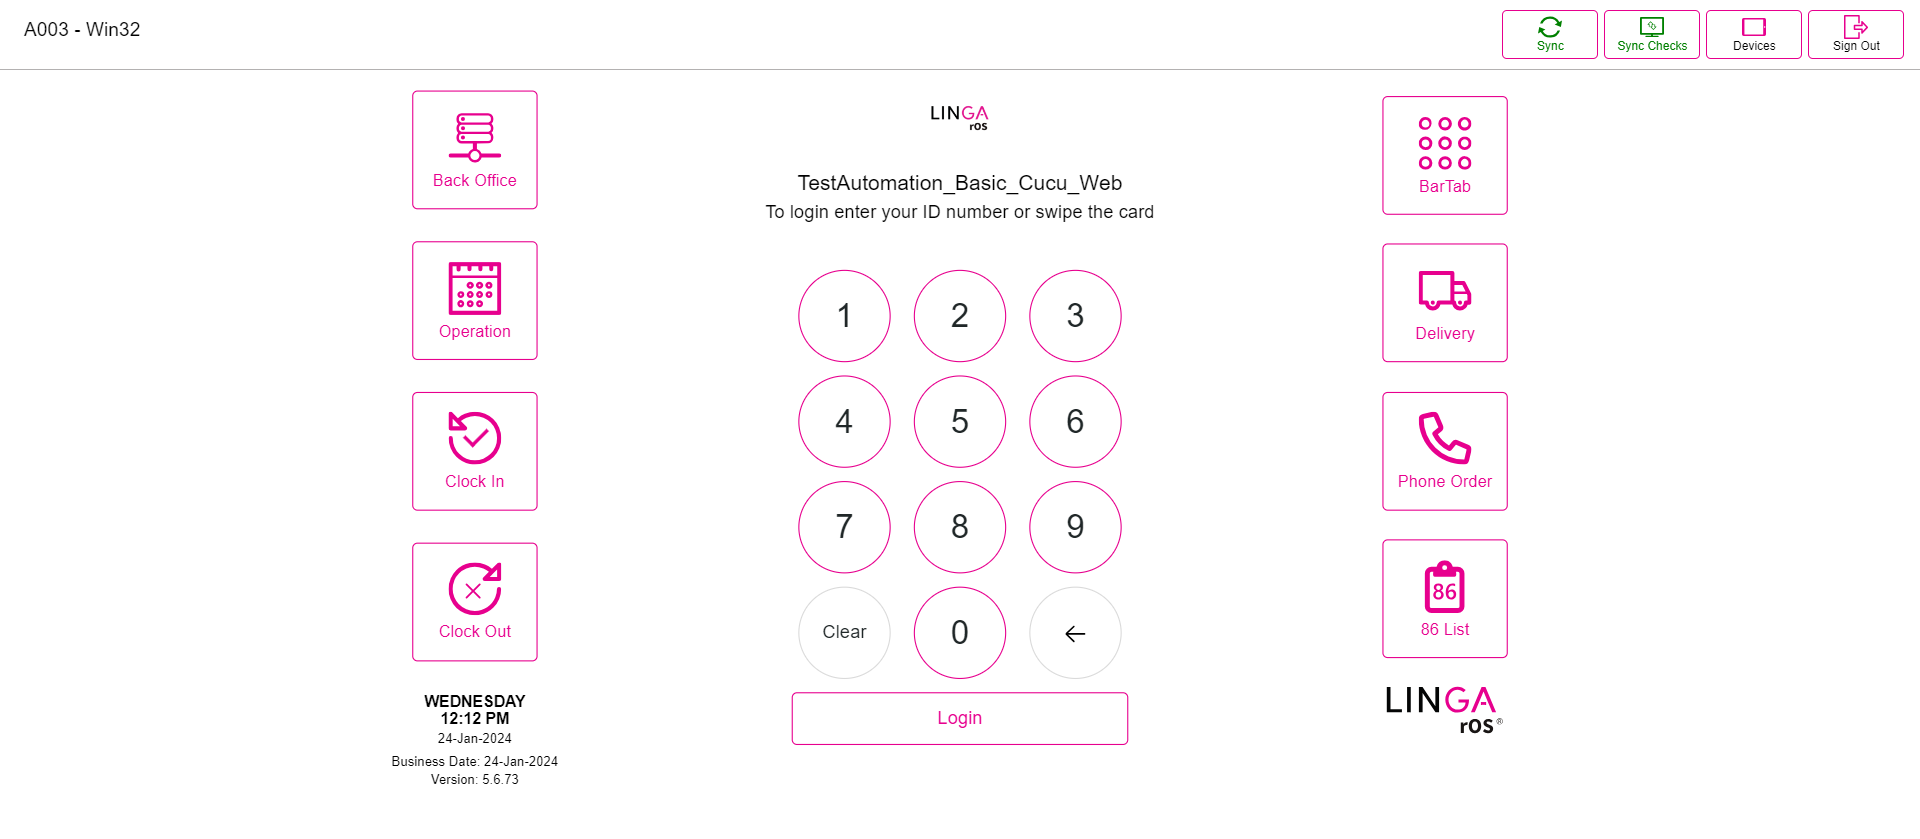 A003 - Win32
Sync
Sync Checks
Devices
Sign Out
Back Office
Operation
Clock In
Clock Out
WEDNESDAY
12:12 PM
24-Jan-2024
Business Date: 24-Jan-2024
Version: 5.6.73
LINGA
rOS
TestAutomation_Basic_Cucu_Web
To login enter your ID number or swipe the card
1 2 3
4 5 6
7 8 9
Clear 0 ←
Login
BarTab
Delivery
Phone Order
86
86 List
LINGA
rOS®